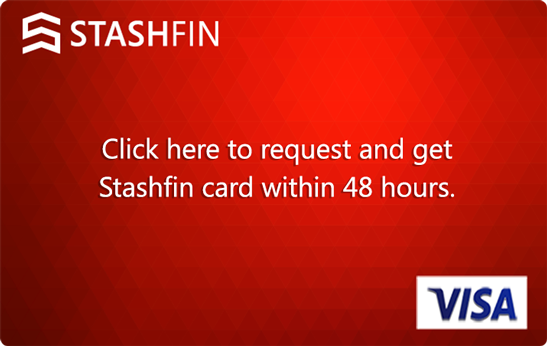 STASHFIN
Click here to request and get
Stashfin card within 48 hours.
VISA